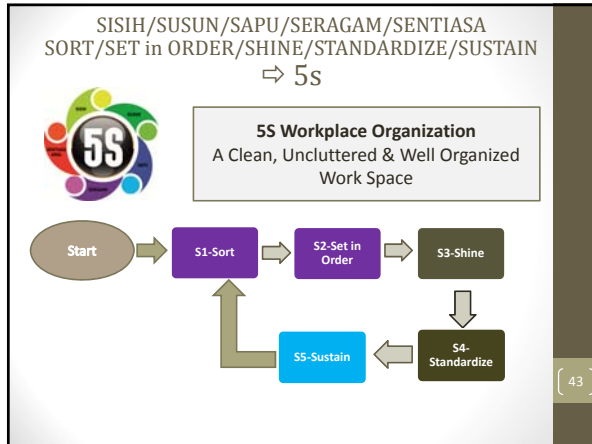 SISIH/SUSUN/SAPU/SERAGAM/SENTIASA
SORT/SET in ORDER/SHINE/STANDARDIZE/SUSTAIN
⇨ 5s
5S
5S Workplace Organization
A Clean, Uncluttered & Well Organized
Work Space
Start
S1-Sort
S2-Set in
Order
S3-Shine
S4-
Standardize
S5-Sustain
43